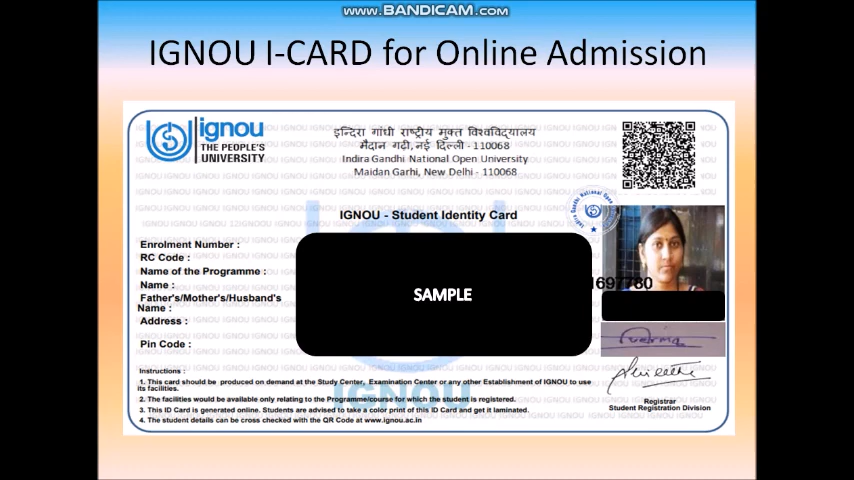 www.BANDICAM.com
IGNOU I-CARD for Online Admission
ignou
THE PEOPLE'S
UNIVERSITY
इन्दिरा गांधी राष्ट्रीय मुक्त विश्वविद्यालय
मैदान गढ़ी, नई दिल्ली - 110068
Indira Gandhi National Open University
Maidan Garhi, New Delhi - 110068
IGNOU - Student Identity Card
Enrolment Number :
RC Code :
Name of the Programme :
Name :
Father's/Mother's/Husband's
Name :
Address :
Pin Code :
SAMPLE
1697780
Instructions :
1. This card should be produced on demand at the Study Center, Examination Center or any other Establishment of IGNOU to use
its facilities.
2. The facilities would be available only relating to the Programme/course for which the student is registered.
3. This ID Card is generated online. Students are advised to take a color print of this ID Card and get it laminated.
4. The student details can be cross checked with the QR Code at www.ignou.ac.in
Registrar
Student Registration Division
IGNOU